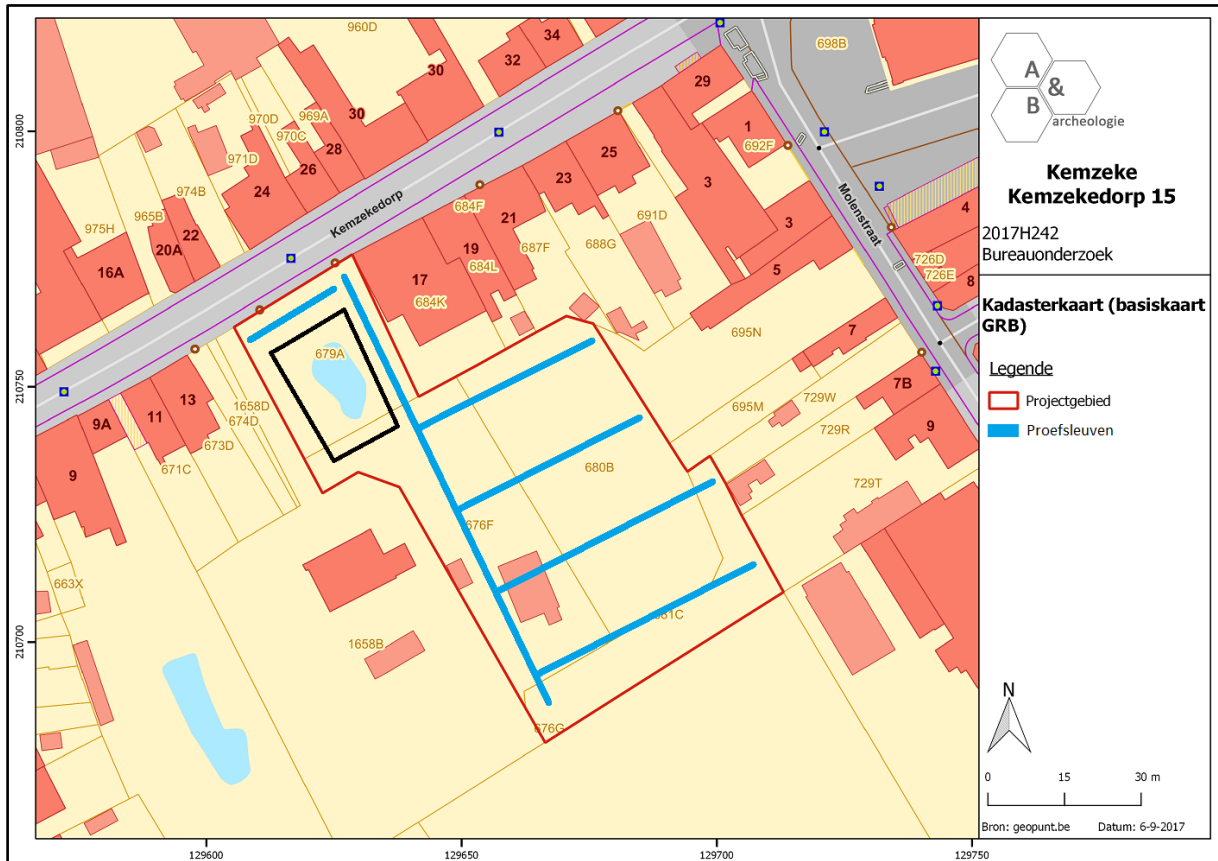 960D
34
32
30
698B
29
30
969A
970D
970C
28
26
1
692F
25
971D
24
974B
23
3
Kemzekedorp
684F
21
691D
3
Molenstraat
4
965B
975H
22
20A
16A
19
687F
688G
684L
5
726D
726E
8
17
684K
679A
695N
7
1658D
674D
695M
729W
7B
9A
11
13
673D
671C
729R
9
9
680B
729T
676F
663X
681C
1658B
676G
210800
210750
210700
129600
129650
129700
129750
A
&
B
archeologie
Kemzeke
Kemzekedorp 15
2017H242
Bureauonderzoek
Kadasterkaart (basiskaart
GRB)
Legende
Projectgebied
Proefsleuven
N
0 15 30 m
Bron: geopunt.be Datum: 6-9-2017